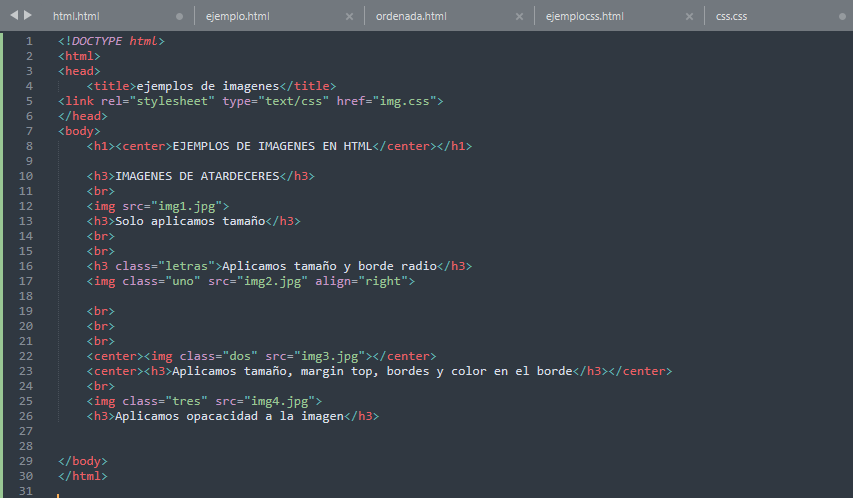 html.html ejemplo.html ordenada.html ejemplocss.html css.css
1 <!DOCTYPE html>
2 <html>
3 <head>
4 <title>ejemplos de imagenes</title>
5 <link rel="stylesheet" type="text/css" href="img.css">
6 </head>
7 <body>
8 <h1><center>EJEMPLOS DE IMAGENES EN HTML</center></h1>
9
10 <h3>IMAGENES DE ATARDECERES</h3>
11 <br>
12 <img src="img1.jpg">
13 <h3>Solo aplicamos tamaño</h3>
14 <br>
15 <br>
16 <h3 class="letras">Aplicamos tamaño y borde radio</h3>
17 <img class="uno" src="img2.jpg" align="right">
18
19 <br>
20 <br>
21 <br>
22 <center><img class="dos" src="img3.jpg"></center>
23 <center><h3>Aplicamos tamaño, margin top, bordes y color en el borde</h3></center>
24 <br>
25 <img class="tres" src="img4.jpg">
26 <h3>Aplicamos opacacidad a la imagen</h3>
27
28
29 </body>
30 </html>
31